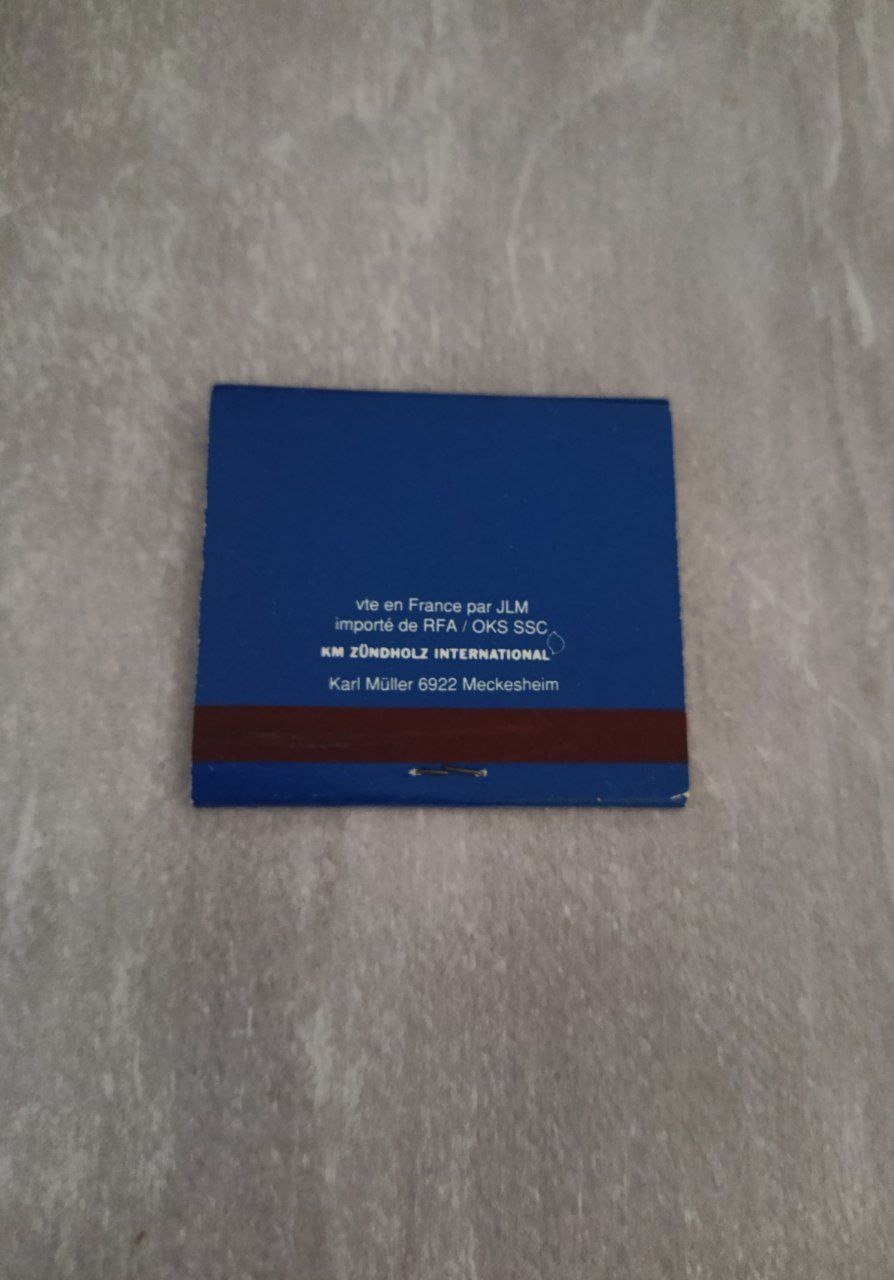 vte en France par JLM
importé de RFA / OKS SSC
KM ZÜNDHOLZ INTERNATIONAL
Karl Müller 6922 Meckesheim